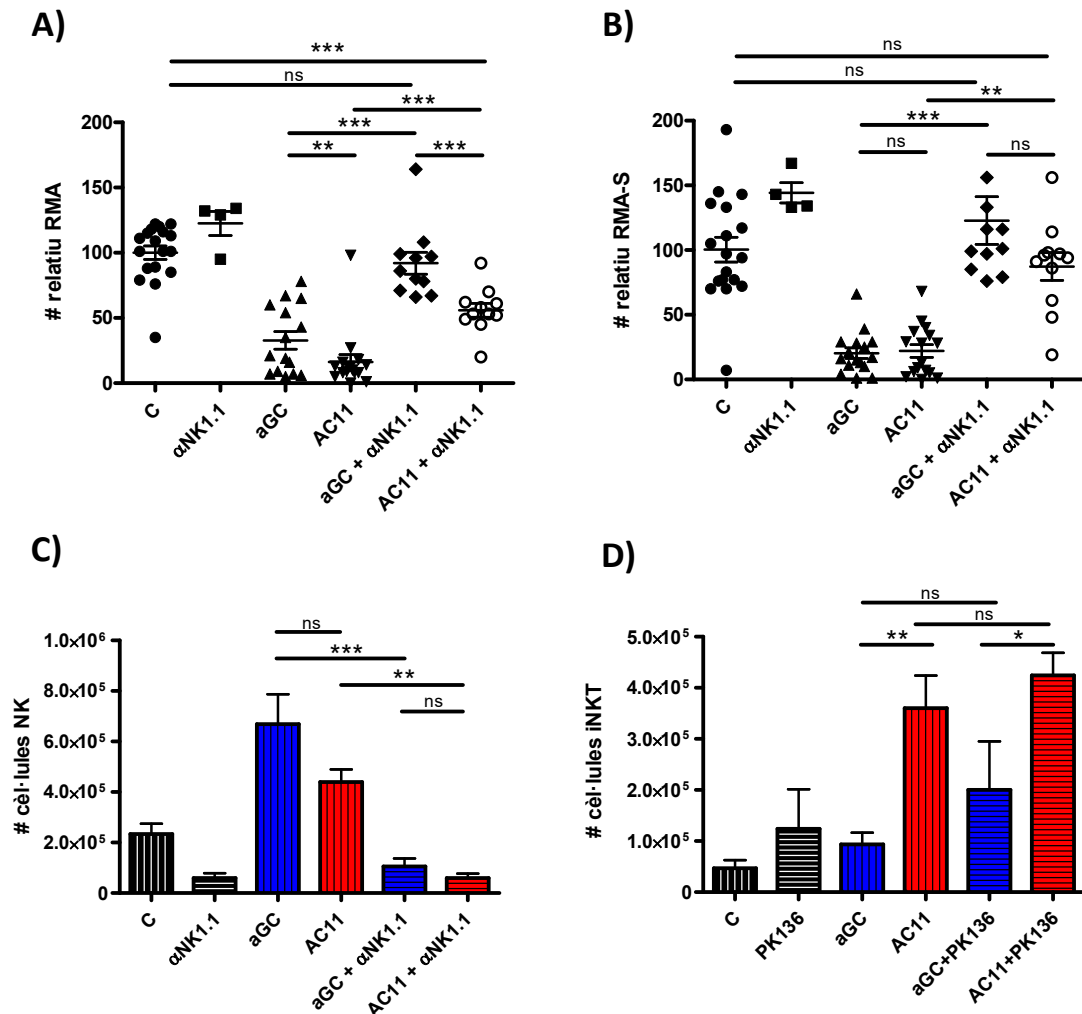 A)
***
ns
***
***
**
***
# relatiu RMA
200
150
100
50
0
C
αNK1.1
aGC
AC11
aGC + αNK1.1
AC11 + αNK1.1
B)
ns
ns
**
***
ns
ns
# relatiu RMA-S
200
150
100
50
0
C
αNK1.1
aGC
AC11
aGC + αNK1.1
AC11 + αNK1.1
C)
ns
***
**
ns
# cèl·lules NK
1.0×10⁶
8.0×10⁵
6.0×10⁵
4.0×10⁵
2.0×10⁵
0
C
αNK1.1
aGC
AC11
aGC + αNK1.1
AC11 + αNK1.1
D)
ns
ns
**
*
# cèl·lules iNKT
5.0×10⁵
4.0×10⁵
3.0×10⁵
2.0×10⁵
1.0×10⁵
0
C
PK136
aGC
AC11
aGC+PK136
AC11+PK136